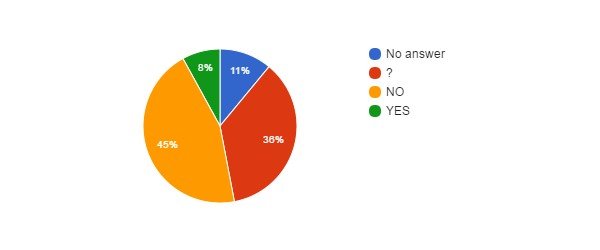 8%
11%
36%
45%
No answer
?
NO
YES